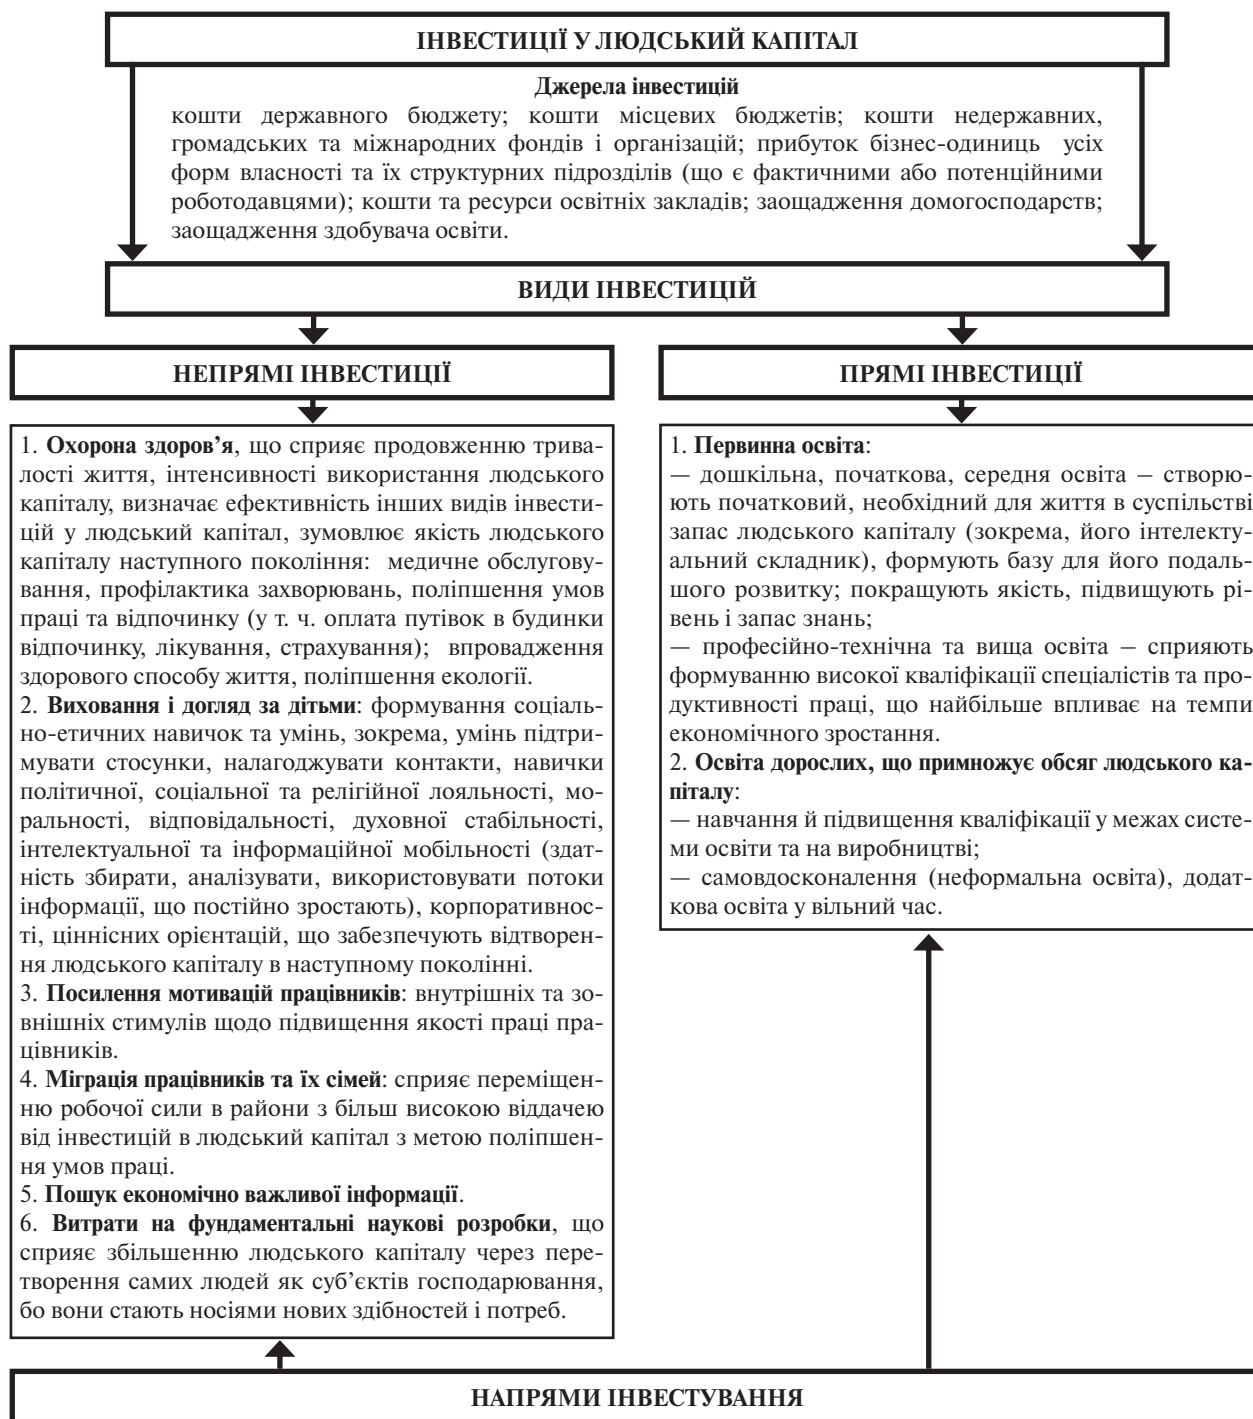 ІНВЕСТИЦІЇ У ЛЮДСЬКИЙ КАПІТАЛ
Джерела інвестицій
кошти державного бюджету; кошти місцевих бюджетів; кошти недержавних,
громадських та міжнародних фондів і організацій; прибуток бізнес-одиниць усіх
форм власності та їх структурних підрозділів (що є фактичними або потенційними
роботодавцями); кошти та ресурси освітніх закладів; заощадження домогосподарств;
заощадження здобувача освіти.
ВИДИ ІНВЕСТИЦІЙ
НЕПРЯМІ ІНВЕСТИЦІЇ
1. Охорона здоров’я, що сприяє продовженню трива-
лості життя, інтенсивності використання людського
капіталу, визначає ефективність інших видів інвести-
цій у людський капітал, зумовлює якість людського
капіталу наступного покоління: медичне обслугову-
вання, профілактика захворювань, поліпшення умов
праці та відпочинку (у т. ч. оплата путівок в будинки
відпочинку, лікування, страхування); впровадження
здорового способу життя, поліпшення екології.
2. Виховання і догляд за дітьми: формування соціаль-
но-етичних навичок та умінь, зокрема, умінь підтри-
мувати стосунки, налагоджувати контакти, навички
політичної, соціальної та релігійної лояльності, мо-
ральності, відповідальності, духовної стабільності,
інтелектуальної та інформаційної мобільності (здат-
ність збирати, аналізувати, використовувати потоки
інформації, що постійно зростають), корпоративнос-
ті, ціннісних орієнтацій, що забезпечують відтворен-
ня людського капіталу в наступному поколінні.
3. Посилення мотивацій працівників: внутрішніх та зо-
внішніх стимулів щодо підвищення якості праці пра-
цівників.
4. Міграція працівників та їх сімей: сприяє переміщен-
ню робочої сили в райони з більш високою віддачею
від інвестицій в людський капітал з метою поліпшен-
ня умов праці.
5. Пошук економічно важливої інформації.
6. Витрати на фундаментальні наукові розробки, що
сприяє збільшенню людського капіталу через пере-
творення самих людей як суб’єктів господарювання,
бо вони стають носіями нових здібностей і потреб.
ПРЯМІ ІНВЕСТИЦІЇ
1. Первинна освіта:
— дошкільна, початкова, середня освіта – створю-
ють початковий, необхідний для життя в суспільстві
запас людського капіталу (зокрема, його інтелекту-
альний складник), формують базу для його подаль-
шого розвитку; покращують якість, підвищують рі-
вень і запас знань;
— професійно-технічна та вища освіта – сприяють
формуванню високої кваліфікації спеціалістів та про-
дуктивності праці, що найбільше впливає на темпи
економічного зростання.
2. Освіта дорослих, що примножує обсяг людського ка-
піталу:
— навчання й підвищення кваліфікації у межах систе-
ми освіти та на виробництві;
— самовдосконалення (неформальна освіта), додат-
кова освіта у вільний час.
НАПРЯМИ ІНВЕСТУВАННЯ